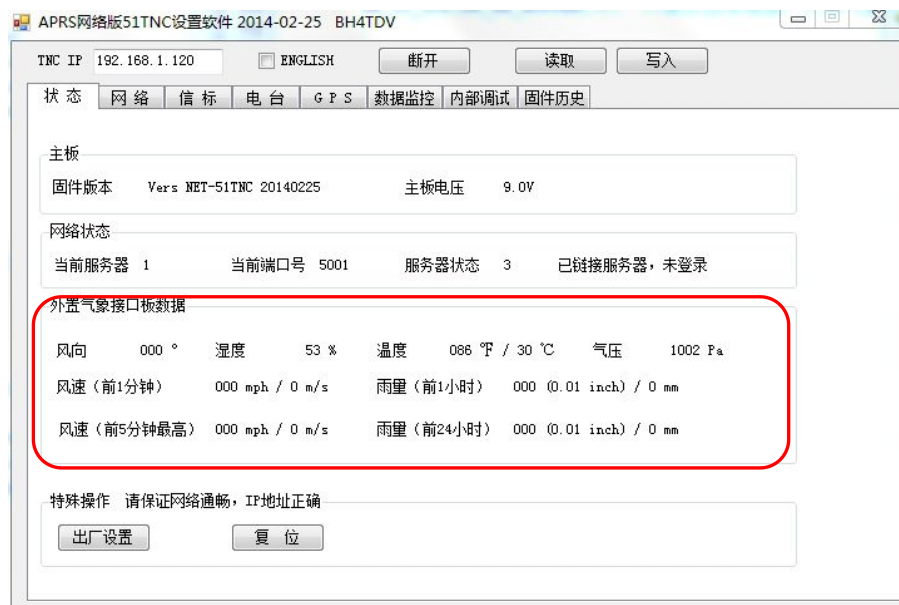 APRS网络版51TNC设置软件 2014-02-25 BH4TDV
TNC IP 192.168.1.120 ENGLISH 断开 读取 写入
状 态 网 络 信 标 电 台 G P S 数据监控 内部调试 固件历史
主板
固件版本 Vers NET-51TNC 20140225 主板电压 9.0V
网络状态
当前服务器 1 当前端口号 5001 服务器状态 3 已链接服务器，未登录
外置气象接口板数据
风向 000 ° 湿度 53 % 温度 086 ℉ / 30 ℃ 气压 1002 Pa
风速（前1分钟） 000 mph / 0 m/s 雨量（前1小时） 000 (0.01 inch) / 0 mm
风速（前5分钟最高） 000 mph / 0 m/s 雨量（前24小时） 000 (0.01 inch) / 0 mm
特殊操作 请保证网络通畅，IP地址正确
出厂设置 复 位